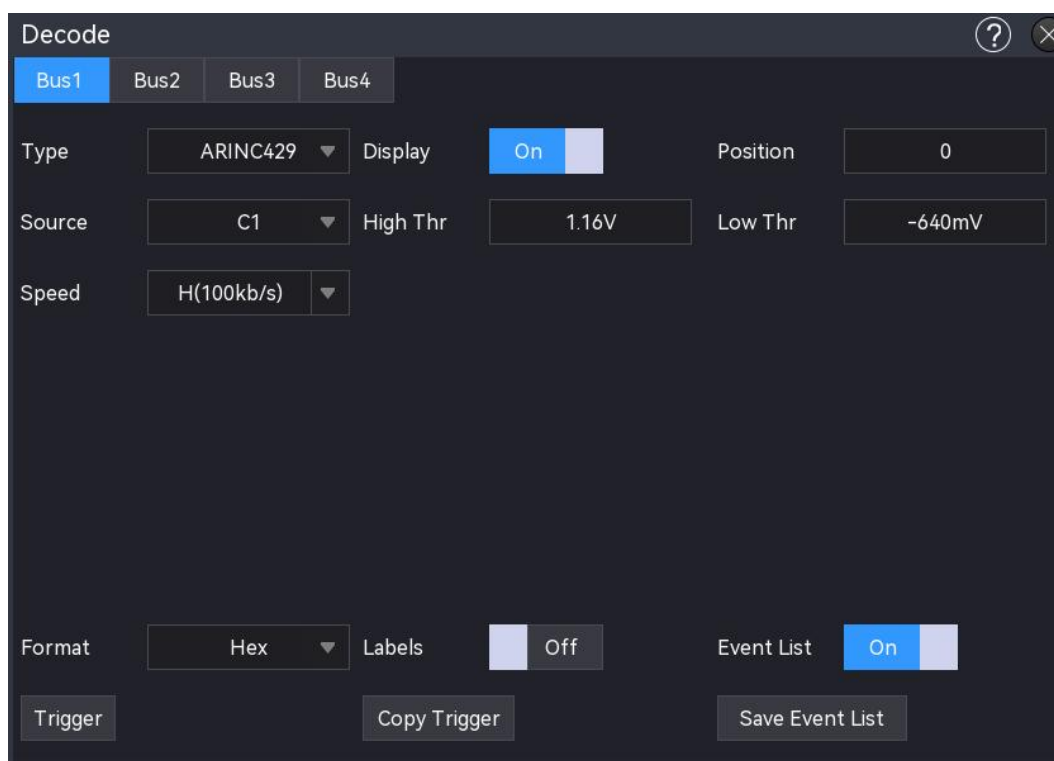 Decode ?
Bus1 Bus2 Bus3 Bus4
Type ARINC429 Display On Position 0
Source C1 High Thr 1.16V Low Thr -640mV
Speed H(100kb/s)
Format Hex Labels Off Event List On
Trigger Copy Trigger Save Event List